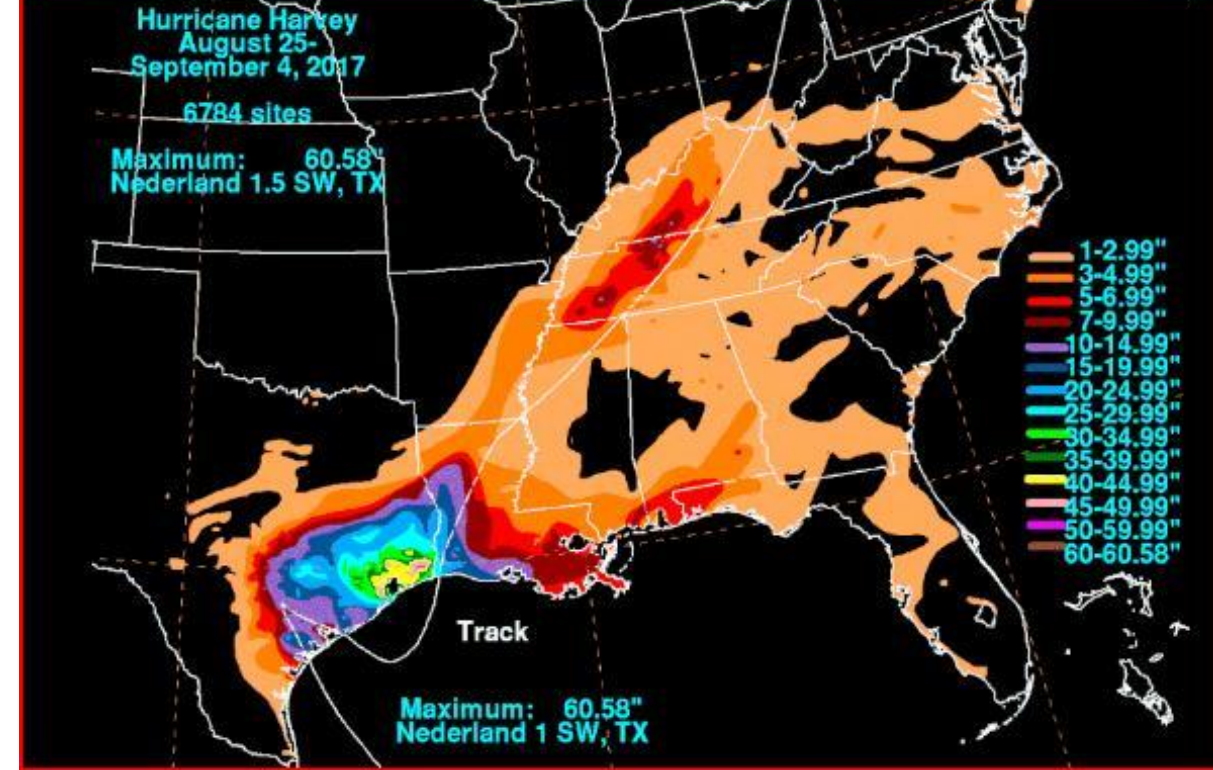 Hurricane Harvey
August 25-
September 4, 2017
6784 sites
Maximum: 60.58"
Nederland 1.5 SW, TX
1-2.99"
3-4.99"
5-6.99"
7-9.99"
10-14.99"
15-19.99"
20-24.99"
25-29.99"
30-34.99"
35-39.99"
40-44.99"
45-49.99"
50-59.99"
60-60.58"
Track
Maximum: 60.58"
Nederland 1 SW, TX